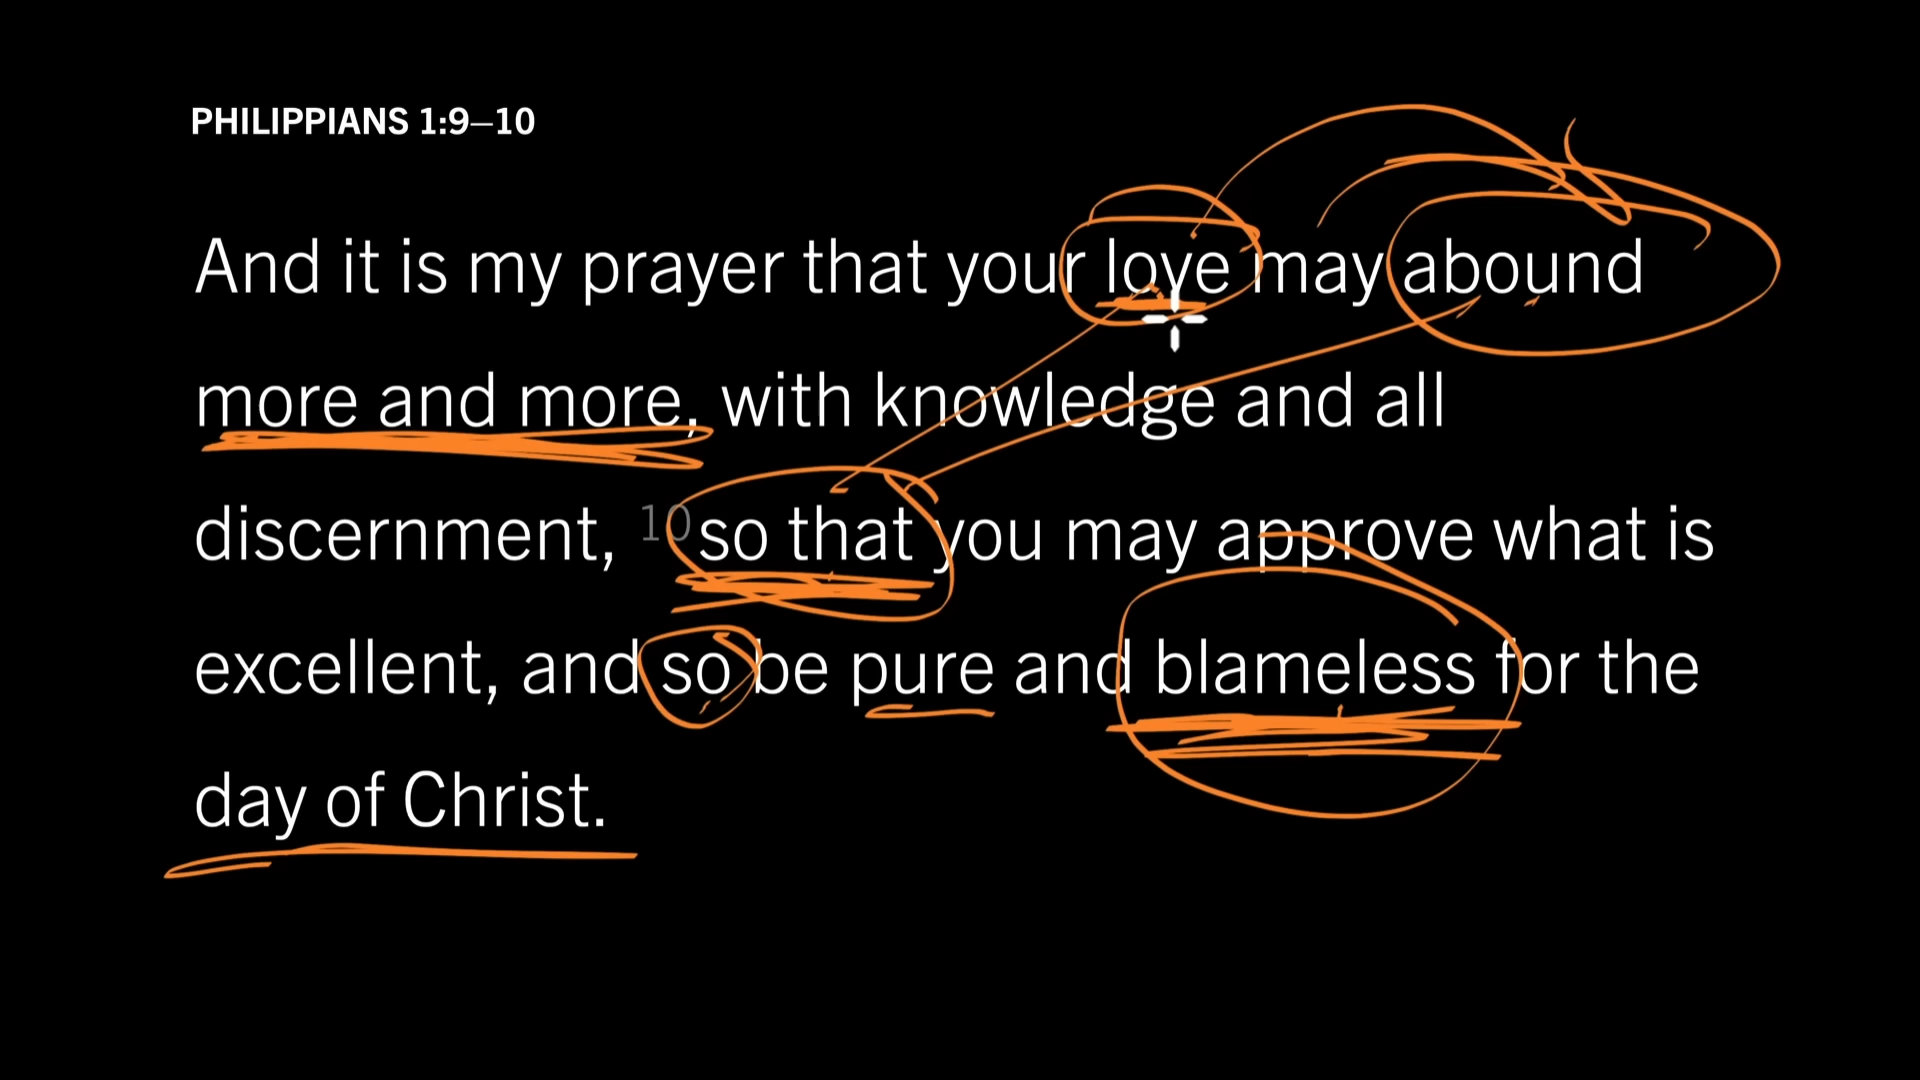 PHILIPPIANS 1:9–10
And it is my prayer that your love may abound
more and more, with knowledge and all
discernment, 10 so that you may approve what is
excellent, and so be pure and blameless for the
day of Christ.